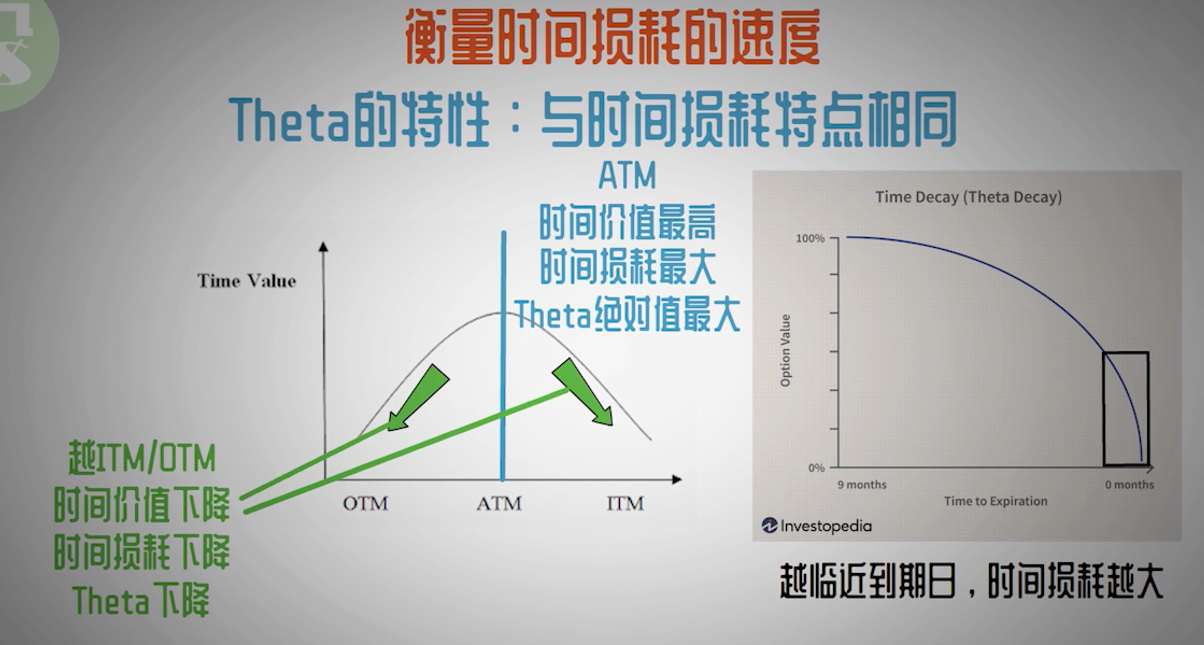 衡量时间损耗的速度
Theta的特性：与时间损耗特点相同
ATM
时间价值最高
时间损耗最大
Theta绝对值最大
Time Value
OTM
ATM
ITM
越ITM/OTM
时间价值下降
时间损耗下降
Theta下降
Time Decay (Theta Decay)
100%
Option Value
0%
9 months
0 months
Time to Expiration
Investopedia
越临近到期日，时间损耗越大